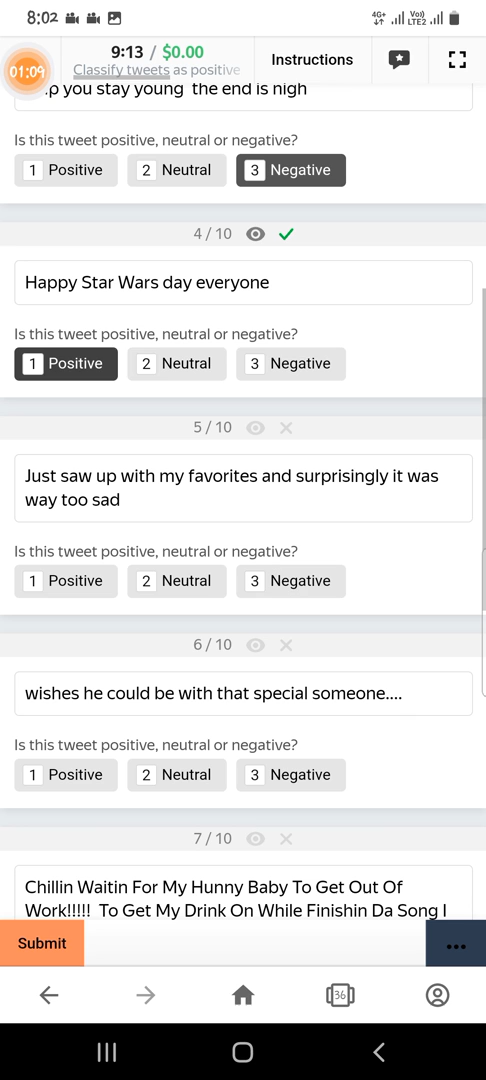 8:02
4G+ Vo)) LTE2
01:09
9:13 / $0.00
Classify tweets as positive
Instructions
you stay young the end is nigh
Is this tweet positive, neutral or negative?
1 Positive 2 Neutral 3 Negative
4 / 10
Happy Star Wars day everyone
Is this tweet positive, neutral or negative?
1 Positive 2 Neutral 3 Negative
5 / 10
Just saw up with my favorites and surprisingly it was
way too sad
Is this tweet positive, neutral or negative?
1 Positive 2 Neutral 3 Negative
6 / 10
wishes he could be with that special someone....
Is this tweet positive, neutral or negative?
1 Positive 2 Neutral 3 Negative
7 / 10
Chillin Waitin For My Hunny Baby To Get Out Of
Work!!!!! To Get My Drink On While Finishin Da Song I
Submit
...
36